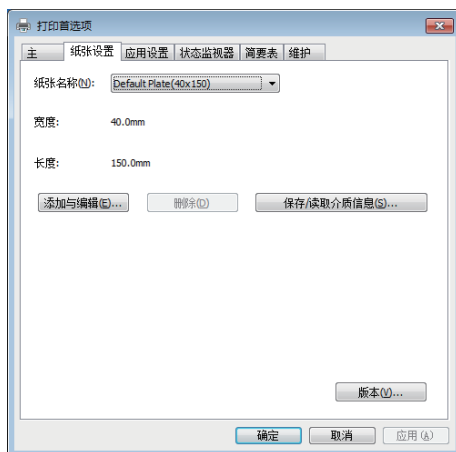 打印首选项
主 纸张设置 应用设置 状态监视器 简要表 维护
纸张名称(N): Default Plate(40x150)
宽度: 40.0mm
长度: 150.0mm
添加与编辑(E)... 删除(D) 保存/读取介质信息(S)...
版本(V)...
确定 取消 应用(A)